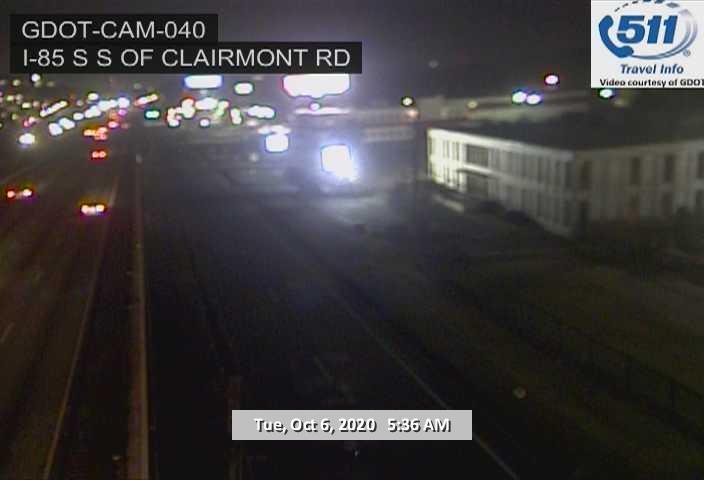 GDOT-CAM-040
I-85 S S OF CLAIRMONT RD
511
Travel Info
Video courtesy of GDOT
Tue, Oct 6, 2020 5:36 AM